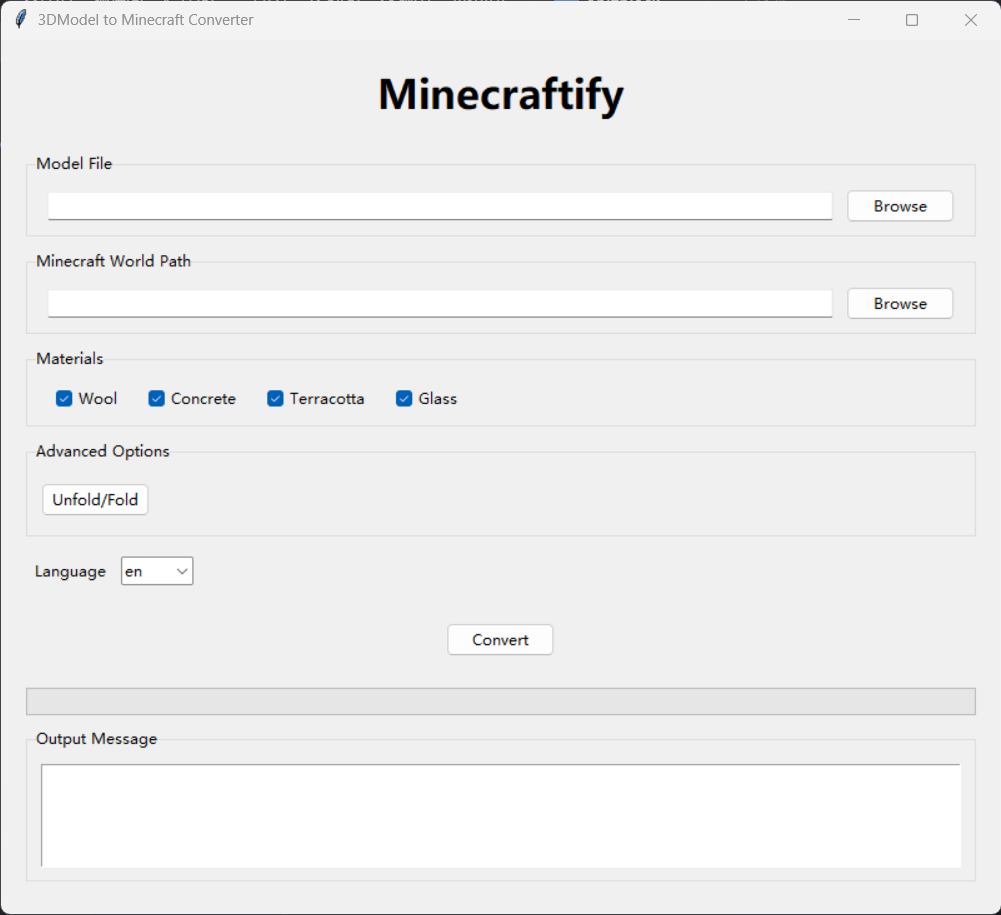 3DModel to Minecraft Converter
Minecraftify
Model File
Browse
Minecraft World Path
Browse
Materials
Wool Concrete Terracotta Glass
Advanced Options
Unfold/Fold
Language en
Convert
Output Message